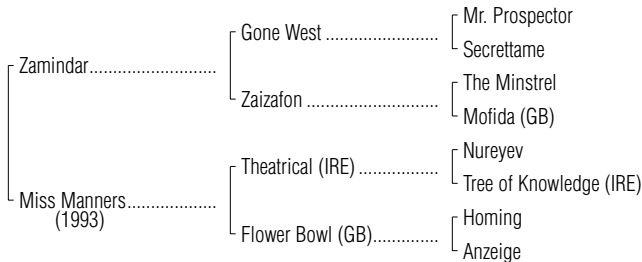 Mr. Prospector
Gone West ........................
Secrettame
Zamindar...........................
The Minstrel
Zaizafon ............................
Mofida (GB)
Nureyev
Theatrical (IRE) .................
Tree of Knowledge (IRE)
Miss Manners...................
(1993)
Homing
Flower Bowl (GB)..............
Anzeige